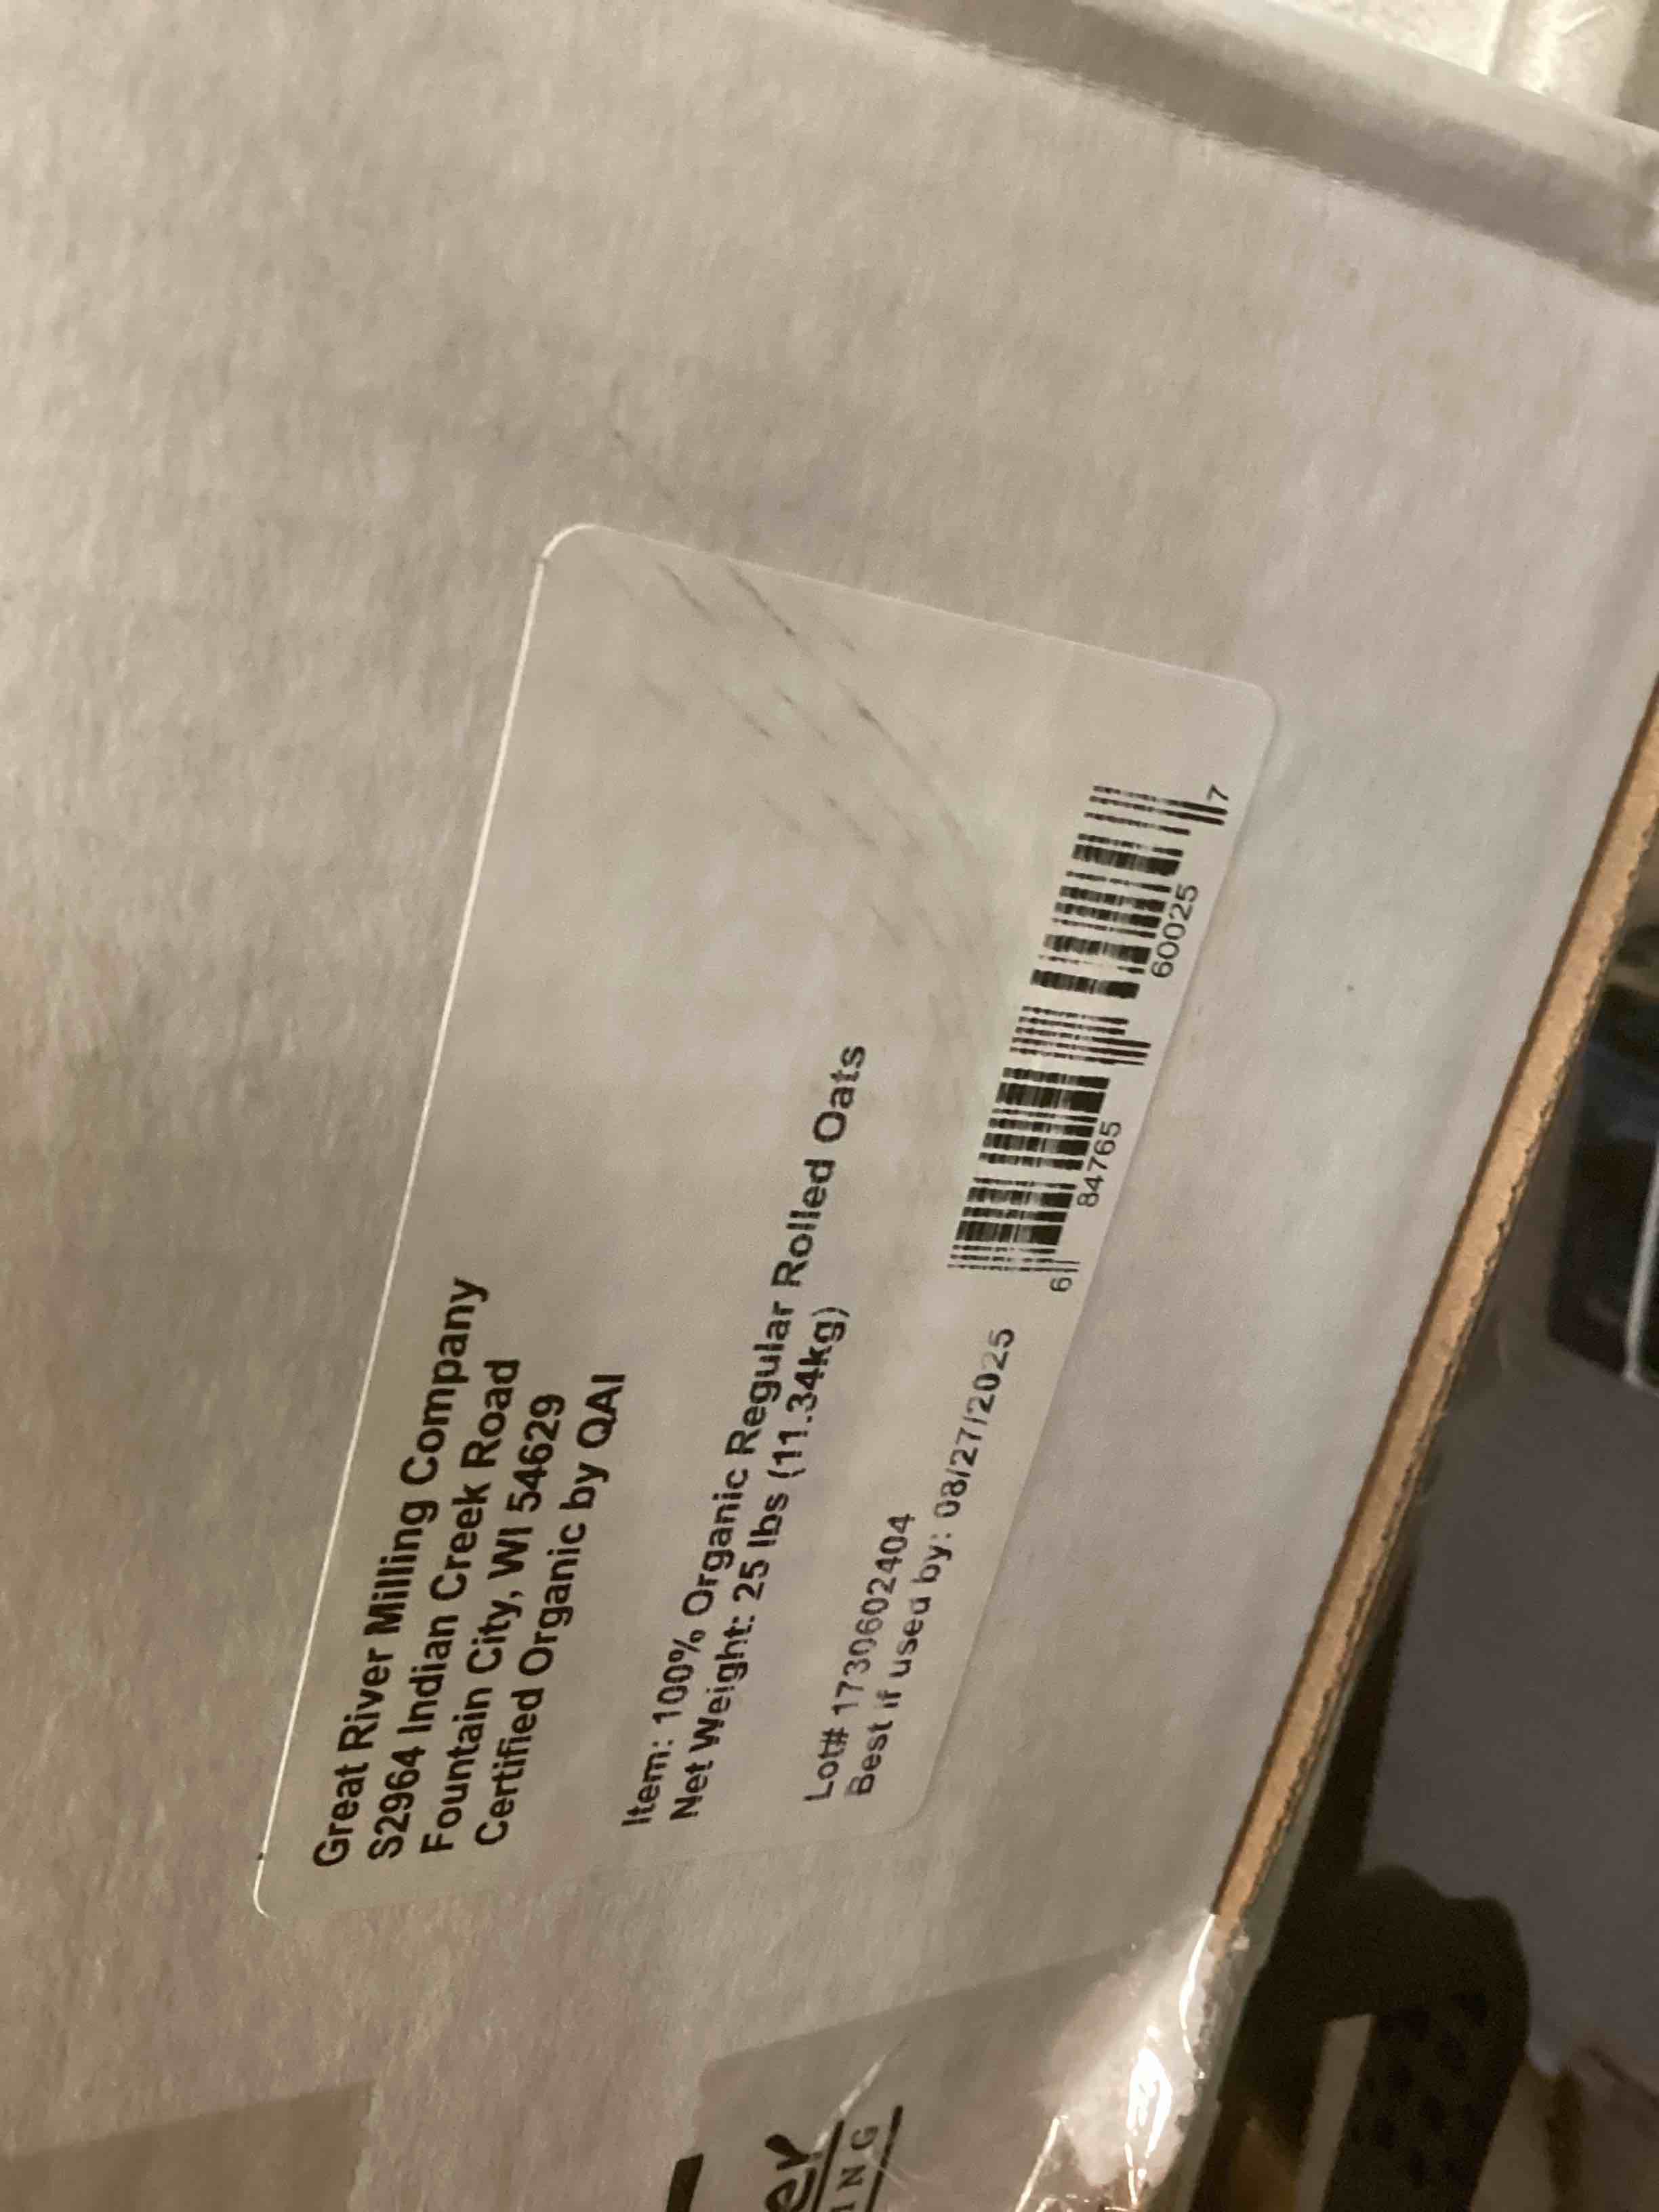 Great River Milling Company
S2964 Indian Creek Road
Fountain City, WI 54629
Certified Organic by QAI
Item: 100% Organic Regular Rolled Oats
Net Weight: 25 lbs (11.34kg)
Lot# 1730602404
Best if used by: 08/27/2025
6 84765 60025 7